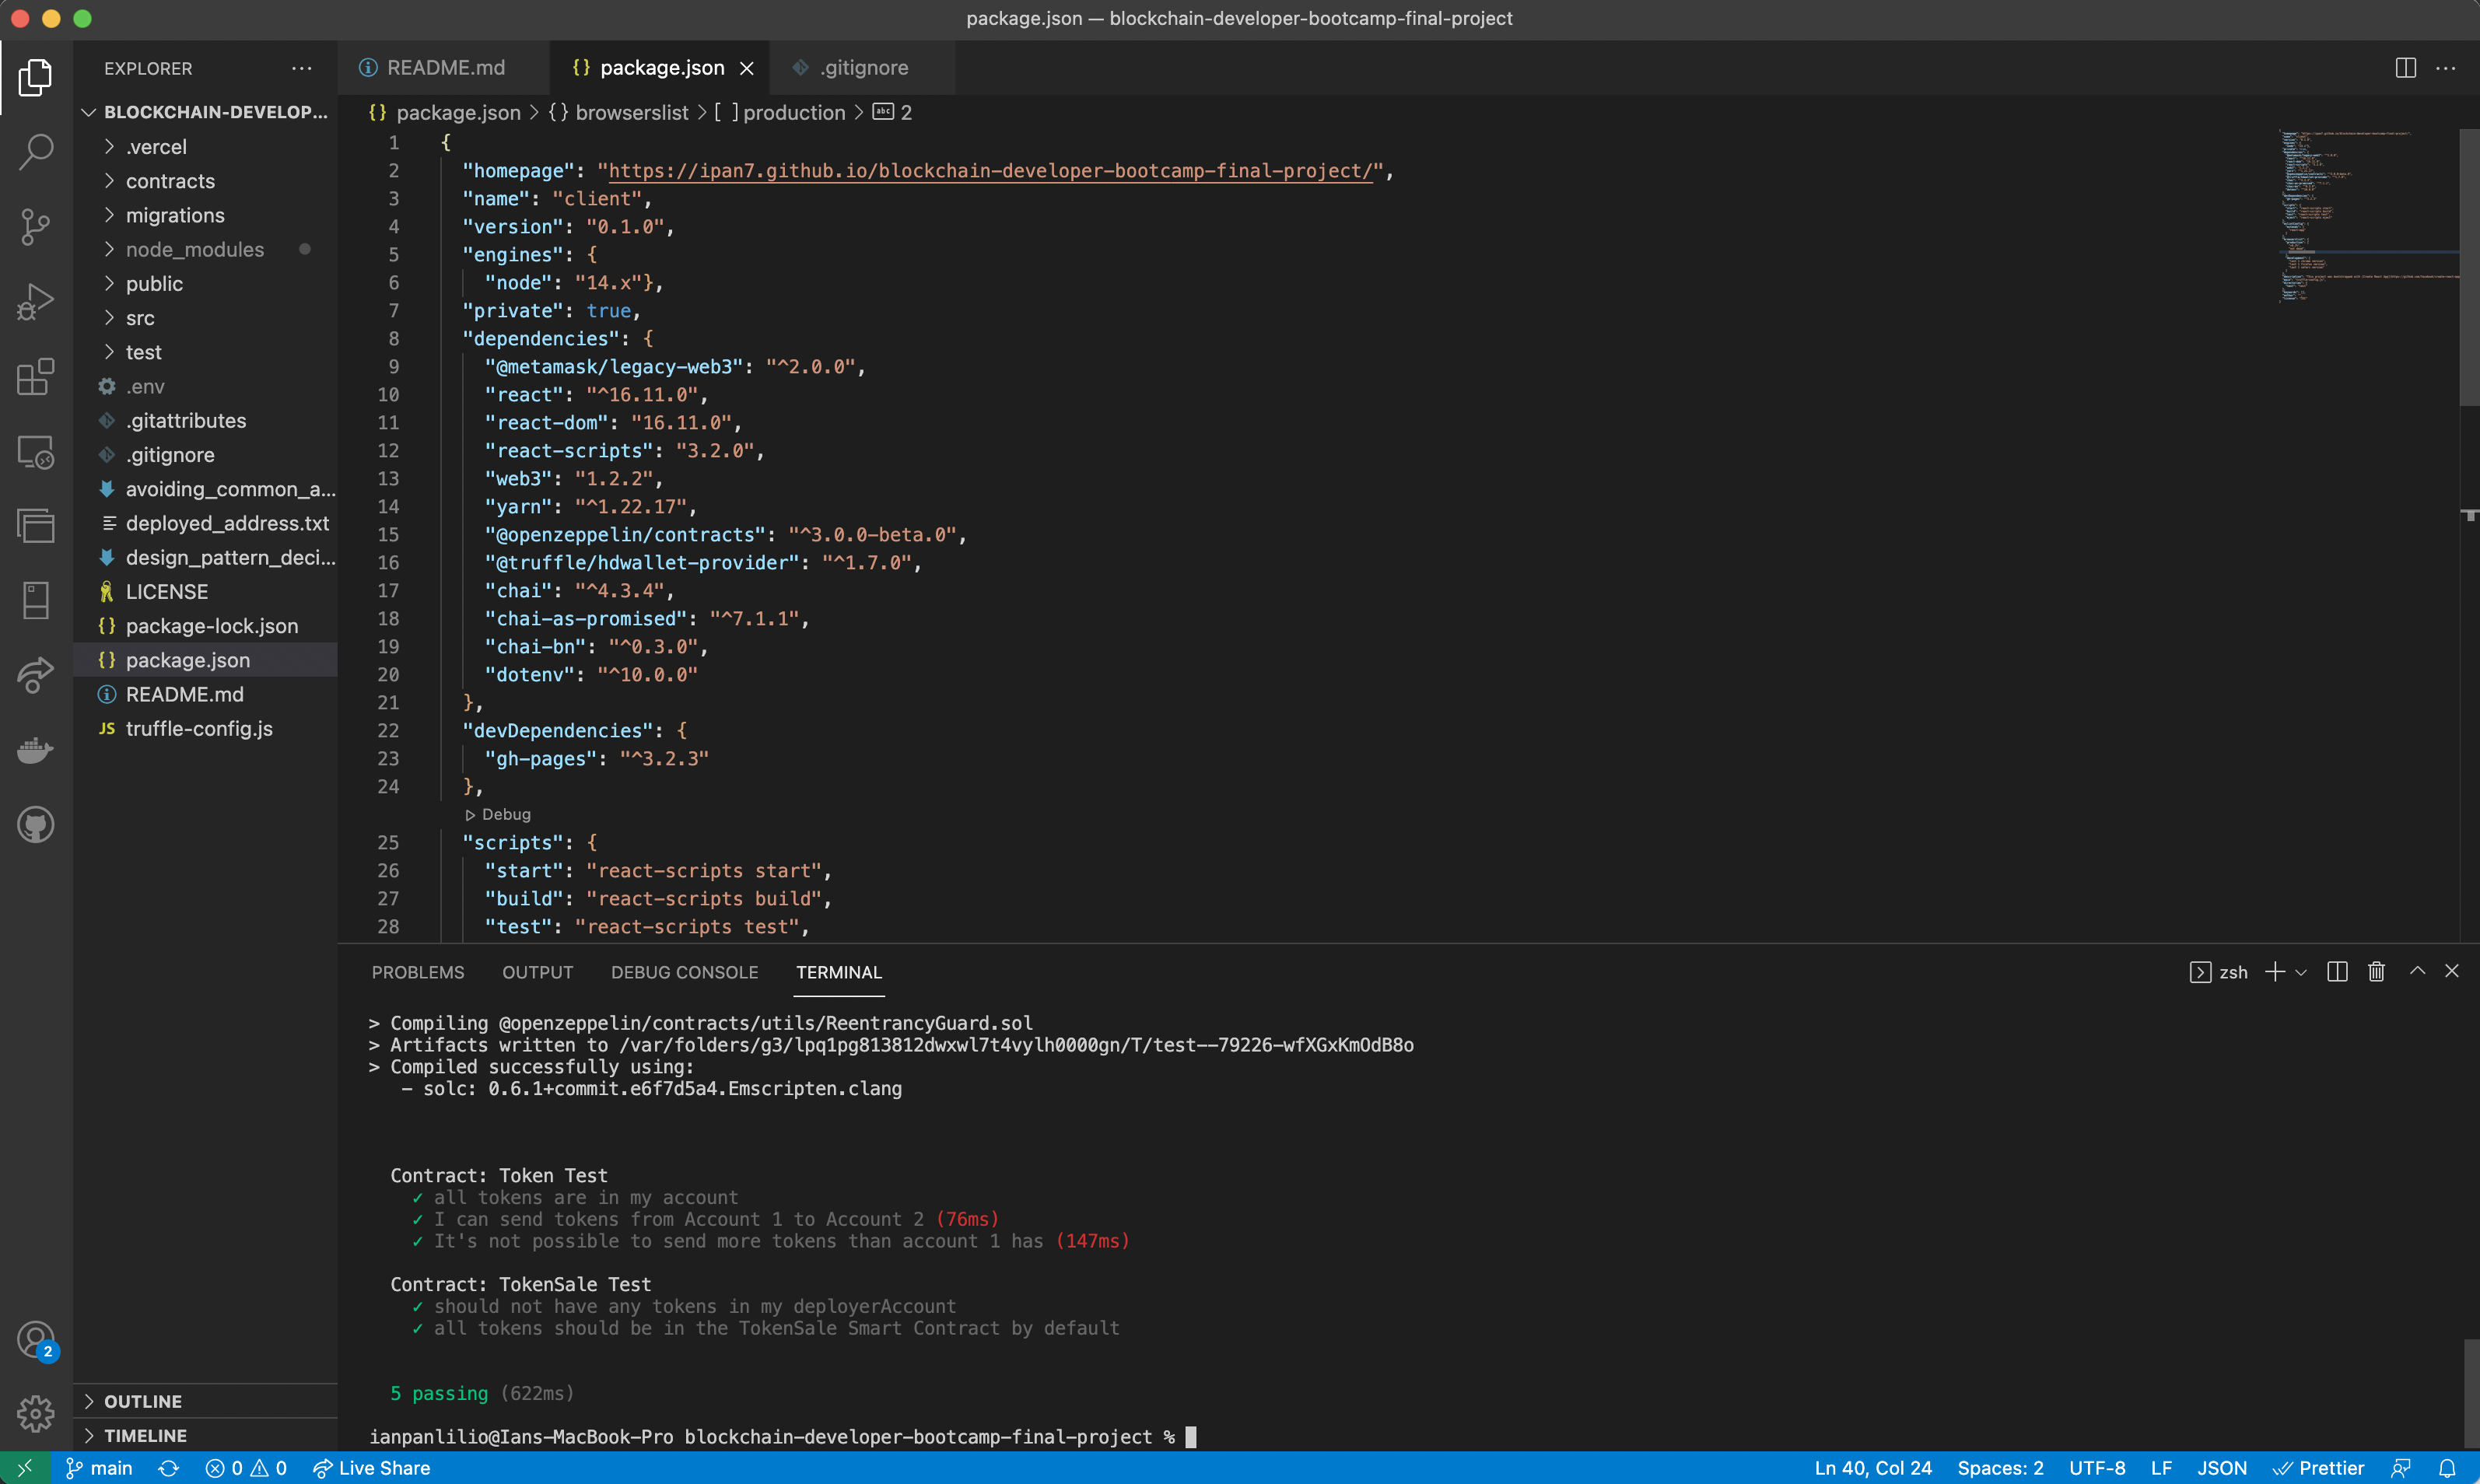 package.json — blockchain-developer-bootcamp-final-project
EXPLORER
BLOCKCHAIN-DEVELOP...
.vercel
contracts
migrations
node_modules
public
src
test
.env
.gitattributes
.gitignore
avoiding_common_a...
deployed_address.txt
design_pattern_deci...
LICENSE
package-lock.json
package.json
README.md
JS truffle-config.js
OUTLINE
TIMELINE
2
README.md
{} package.json
.gitignore
{} package.json > {} browserslist > [ ] production > abc 2
1 {
2 "homepage": "https://ipan7.github.io/blockchain-developer-bootcamp-final-project/",
3 "name": "client",
4 "version": "0.1.0",
5 "engines": {
6 "node": "14.x"},
7 "private": true,
8 "dependencies": {
9 "@metamask/legacy-web3": "^2.0.0",
10 "react": "^16.11.0",
11 "react-dom": "16.11.0",
12 "react-scripts": "3.2.0",
13 "web3": "1.2.2",
14 "yarn": "^1.22.17",
15 "@openzeppelin/contracts": "^3.0.0-beta.0",
16 "@truffle/hdwallet-provider": "^1.7.0",
17 "chai": "^4.3.4",
18 "chai-as-promised": "^7.1.1",
19 "chai-bn": "^0.3.0",
20 "dotenv": "^10.0.0"
21 },
22 "devDependencies": {
23 "gh-pages": "^3.2.3"
24 },
Debug
25 "scripts": {
26 "start": "react-scripts start",
27 "build": "react-scripts build",
28 "test": "react-scripts test",
PROBLEMS OUTPUT DEBUG CONSOLE TERMINAL
zsh
> Compiling @openzeppelin/contracts/utils/ReentrancyGuard.sol
> Artifacts written to /var/folders/g3/lpq1pg813812dwxwl7t4vylh0000gn/T/test--79226-wfXGxKmOdB8o
> Compiled successfully using:
- solc: 0.6.1+commit.e6f7d5a4.Emscripten.clang
Contract: Token Test
✓ all tokens are in my account
✓ I can send tokens from Account 1 to Account 2 (76ms)
✓ It's not possible to send more tokens than account 1 has (147ms)
Contract: TokenSale Test
✓ should not have any tokens in my deployerAccount
✓ all tokens should be in the TokenSale Smart Contract by default
5 passing (622ms)
ianpanlilio@Ians-MacBook-Pro blockchain-developer-bootcamp-final-project %
main 0 0 Live Share
Ln 40, Col 24 Spaces: 2 UTF-8 LF JSON Prettier